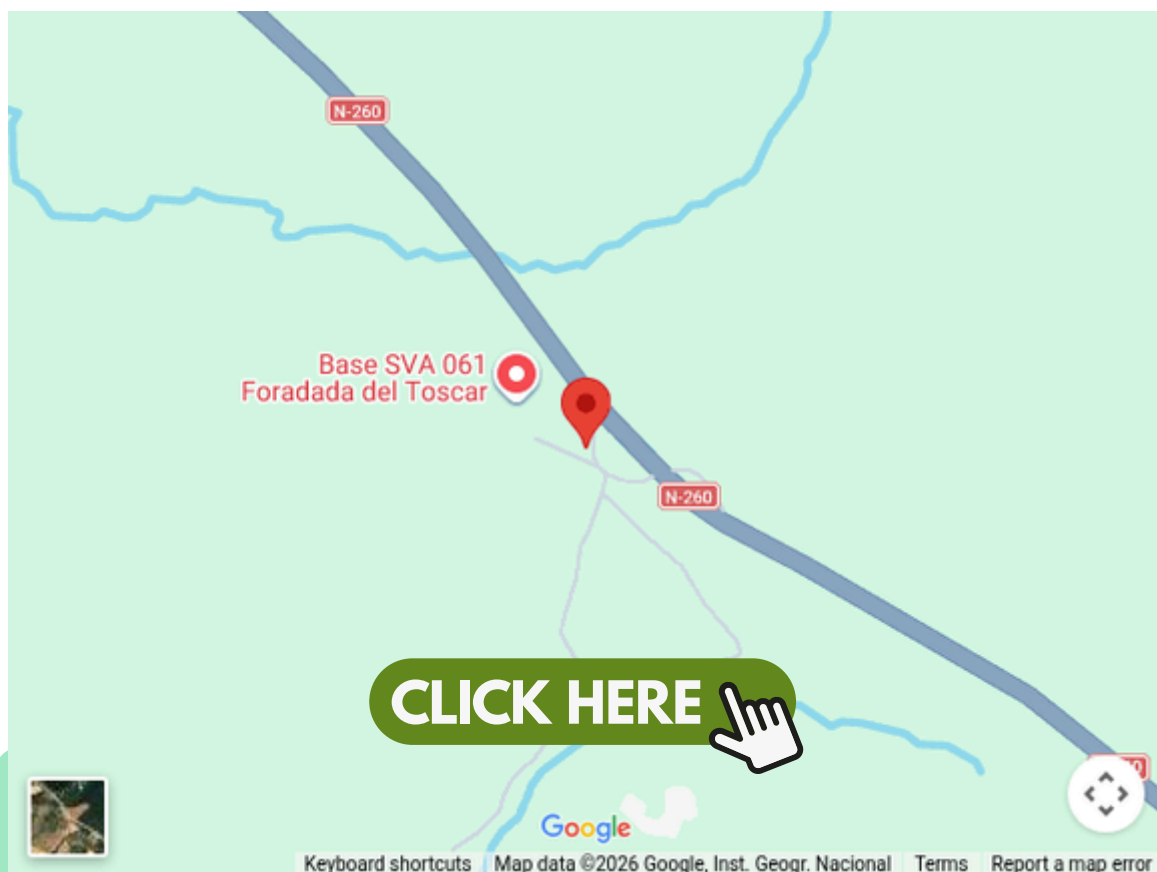 N-260
Base SVA 061
Foradada del Toscar
N-260
CLICK HERE
Google
Keyboard shortcuts Map data ©2026 Google, Inst. Geogr. Nacional Terms Report a map error